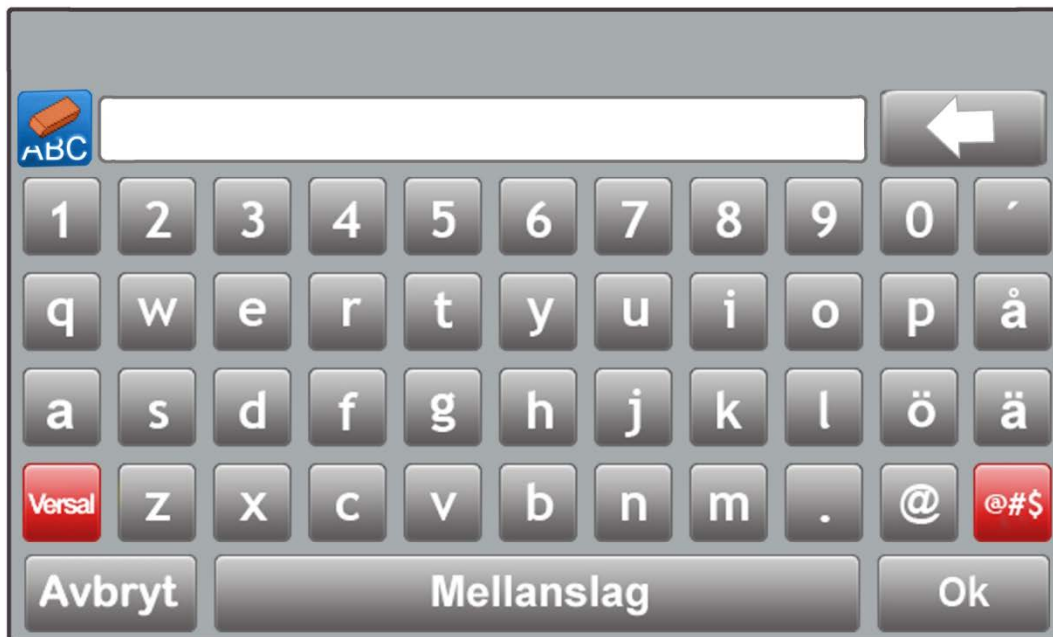 ABC
1 2 3 4 5 6 7 8 9 0 ´
q w e r t y u i o p å
a s d f g h j k l ö ä
Versal z x c v b n m . @ @#$
Avbryt Mellanslag Ok